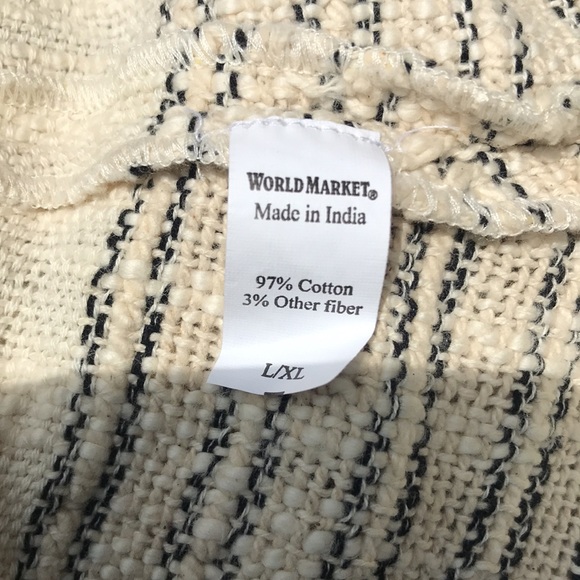 WORLD MARKET®
Made in India
97% Cotton
3% Other fiber
L/XL